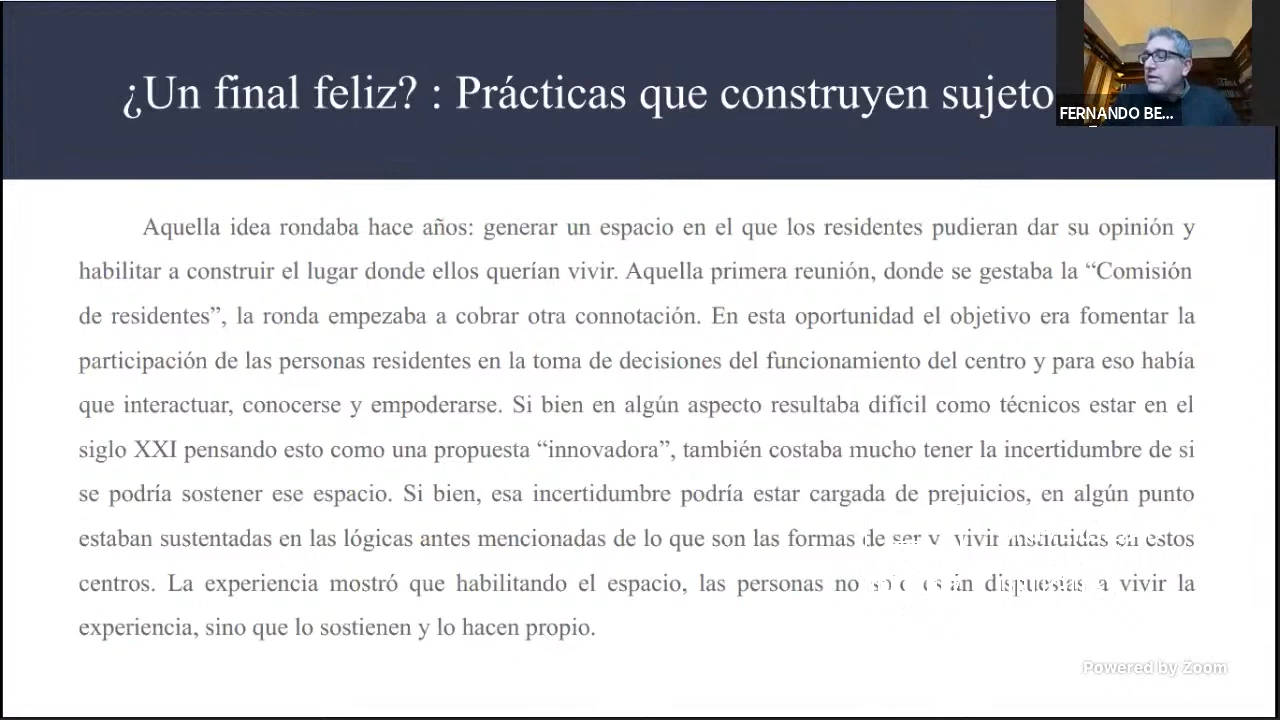 ¿Un final feliz? : Prácticas que construyen sujeto
FERNANDO BE...
Aquella idea rondaba hace años: generar un espacio en el que los residentes pudieran dar su opinión y
habilitar a construir el lugar donde ellos querían vivir. Aquella primera reunión, donde se gestaba la “Comisión
de residentes”, la ronda empezaba a cobrar otra connotación. En esta oportunidad el objetivo era fomentar la
participación de las personas residentes en la toma de decisiones del funcionamiento del centro y para eso había
que interactuar, conocerse y empoderarse. Si bien en algún aspecto resultaba difícil como técnicos estar en el
siglo XXI pensando esto como una propuesta “innovadora”, también costaba mucho tener la incertidumbre de si
se podría sostener ese espacio. Si bien, esa incertidumbre podría estar cargada de prejuicios, en algún punto
estaban sustentadas en las lógicas antes mencionadas de lo que son las formas de ser y vivir instituidas en estos
centros. La experiencia mostró que habilitando el espacio, las personas no están dispuestas a vivir la
experiencia, sino que lo sostienen y lo hacen propio.
Powered by Zoom